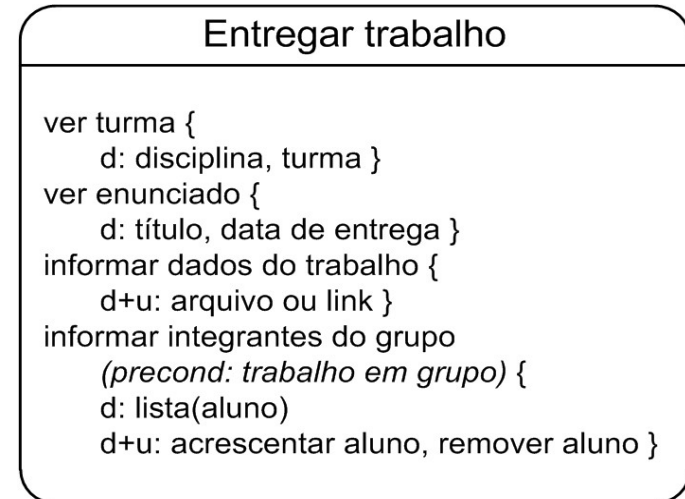 Entregar trabalho
ver turma {
d: disciplina, turma }
ver enunciado {
d: título, data de entrega }
informar dados do trabalho {
d+u: arquivo ou link }
informar integrantes do grupo
(precond: trabalho em grupo) {
d: lista(aluno)
d+u: acrescentar aluno, remover aluno }